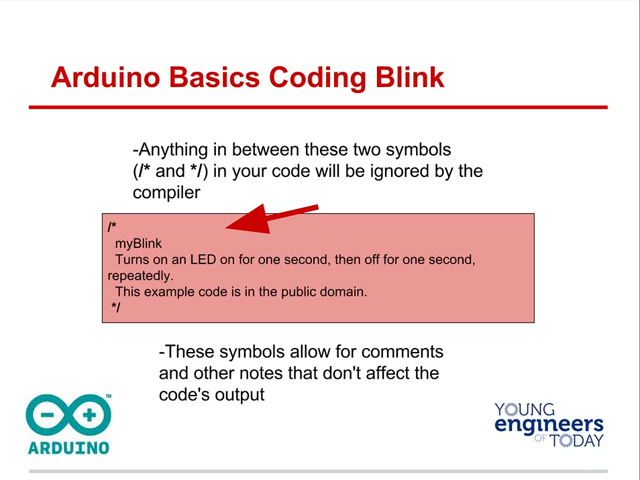 Arduino Basics Coding Blink
-Anything in between these two symbols
(/* and */) in your code will be ignored by the
compiler
/*
myBlink
Turns on an LED on for one second, then off for one second,
repeatedly.
This example code is in the public domain.
*/
-These symbols allow for comments
and other notes that don't affect the
code's output
TM
ARDUINO
YOUNG
engineers
OF TODAY